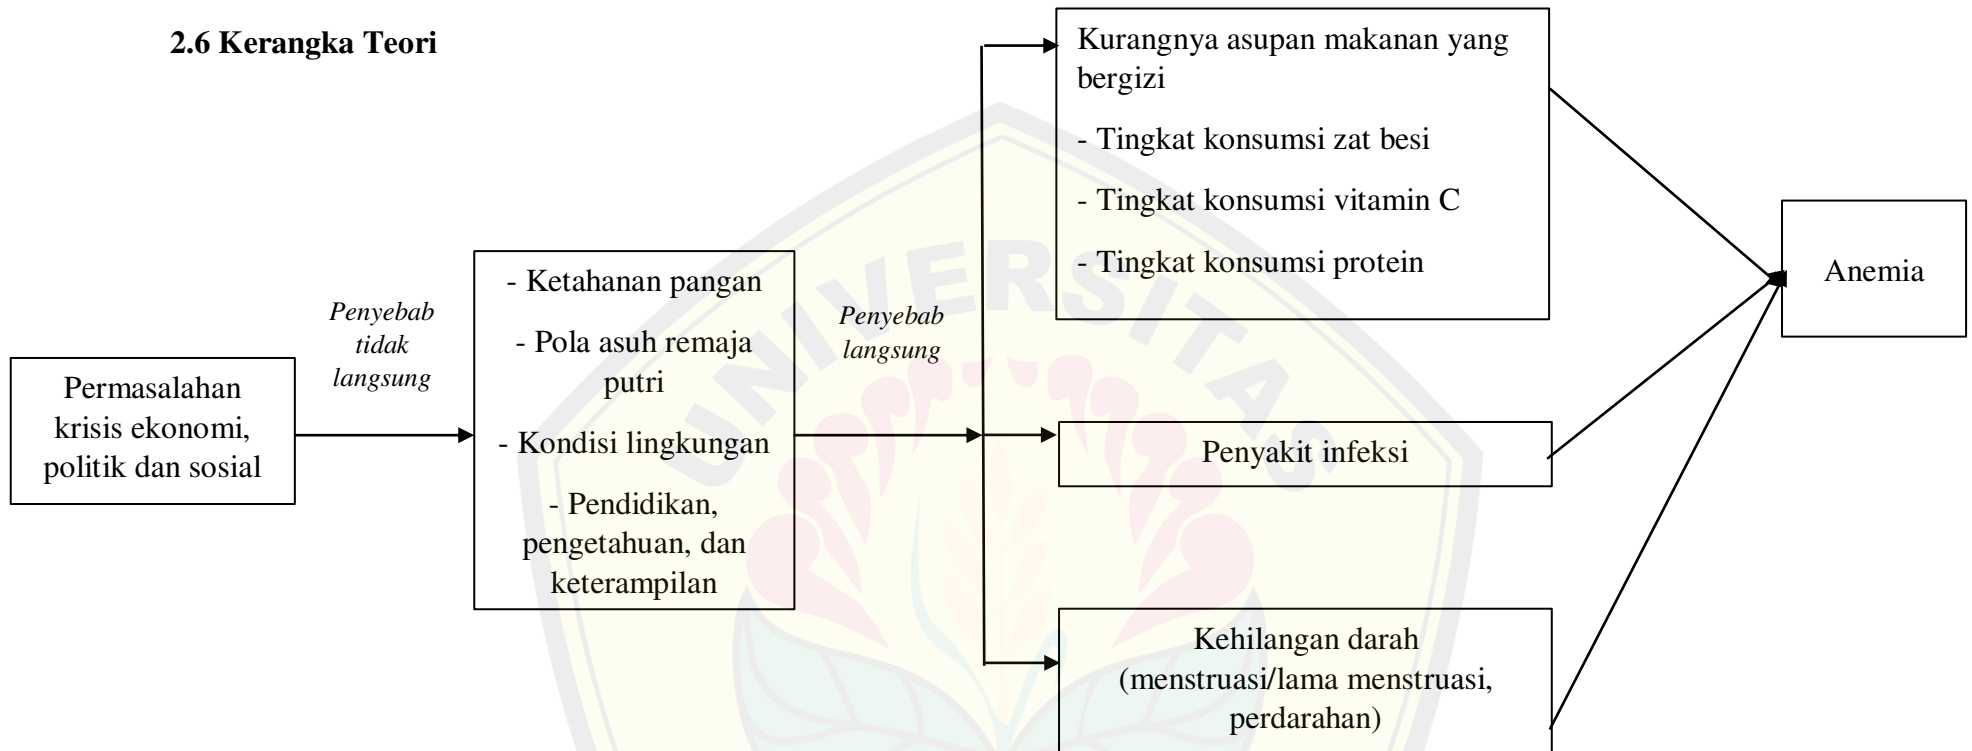 2.6 Kerangka Teori
Permasalahan
krisis ekonomi,
politik dan sosial
Penyebab
tidak
langsung
- Ketahanan pangan
- Pola asuh remaja
putri
- Kondisi lingkungan
- Pendidikan,
pengetahuan, dan
keterampilan
Penyebab
langsung
Kurangnya asupan makanan yang
bergizi
- Tingkat konsumsi zat besi
- Tingkat konsumsi vitamin C
- Tingkat konsumsi protein
Penyakit infeksi
Kehilangan darah
(menstruasi/lama menstruasi,
perdarahan)
Anemia
UNIVERSITAS